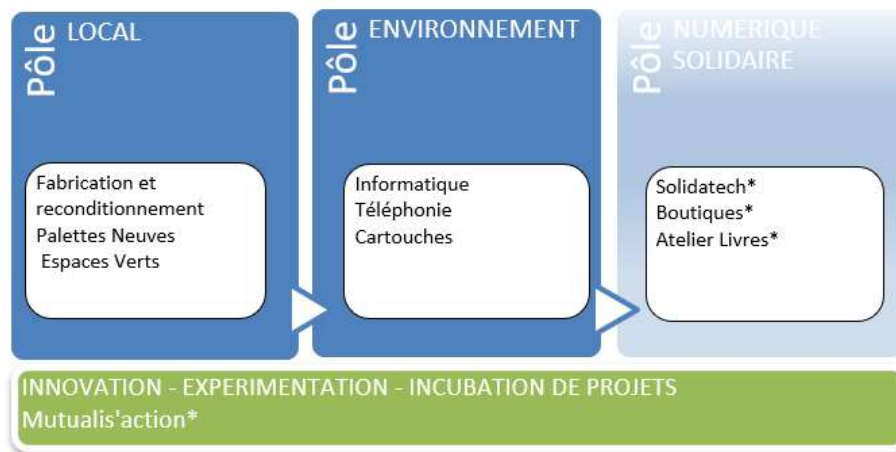 Pôle LOCAL
Fabrication et
reconditionnement
Palettes Neuves
Espaces Verts
Pôle ENVIRONNEMENT
Informatique
Téléphonie
Cartouches
Pôle NUMERIQUE
SOLIDAIRE
Solidatech*
Boutiques*
Atelier Livres*
INNOVATION - EXPERIMENTATION - INCUBATION DE PROJETS
Mutualis'action*